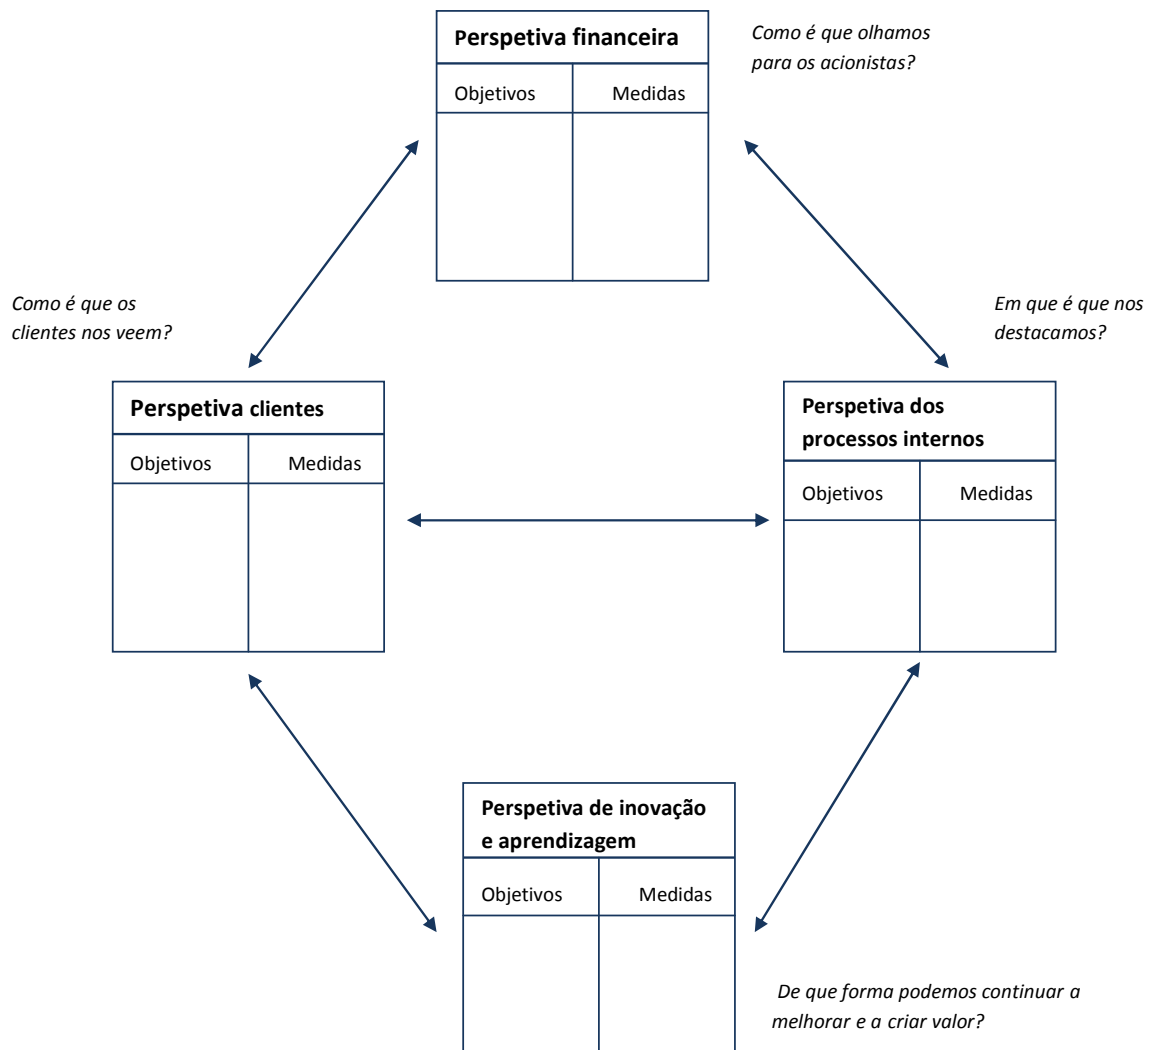 Perspetiva financeira
Como é que olhamos
para os acionistas?
Objetivos Medidas
Como é que os
clientes nos veem?
Em que é que nos
destacamos?
Perspetiva clientes
Objetivos Medidas
Perspetiva dos
processos internos
Objetivos Medidas
Perspetiva de inovação
e aprendizagem
Objetivos Medidas
De que forma podemos continuar a
melhorar e a criar valor?